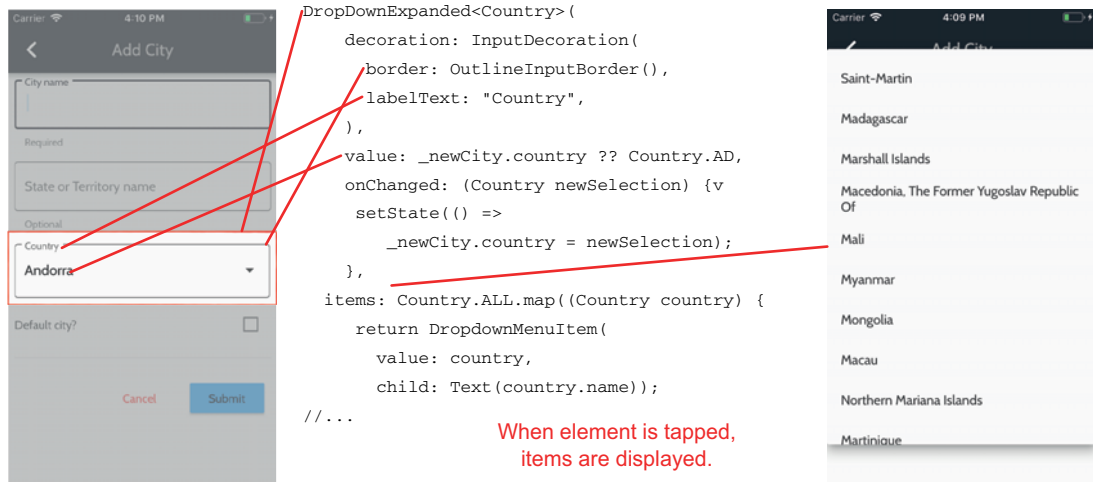 Carrier 4:10 PM
Add City
City name
Required
State or Territory name
Optional
Country
Andorra
Default city?
Cancel Submit
DropDownExpanded<Country>(
decoration: InputDecoration(
border: OutlineInputBorder(),
labelText: "Country",
),
value: _newCity.country ?? Country.AD,
onChanged: (Country newSelection) {v
setState(() =>
_newCity.country = newSelection);
},
items: Country.ALL.map((Country country) {
return DropdownMenuItem(
value: country,
child: Text(country.name));
//...
When element is tapped,
items are displayed.
Carrier 4:09 PM
Add City
Saint-Martin
Madagascar
Marshall Islands
Macedonia, The Former Yugoslav Republic
Of
Mali
Myanmar
Mongolia
Macau
Northern Mariana Islands
Martinique